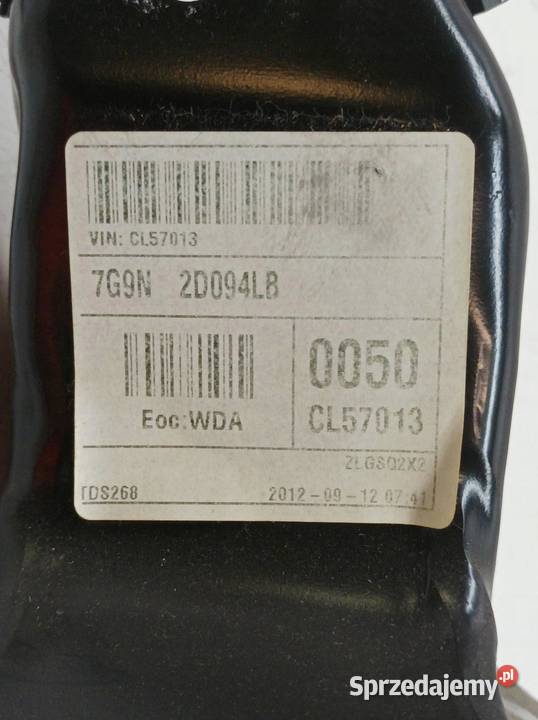 VIN: CL57013
7G9N 2D094LB
Eoc:WDA
0050
CL57013
ZLGSQ2X2
TDS268
2012-09-12 07:41
Sprzedajemy.pl